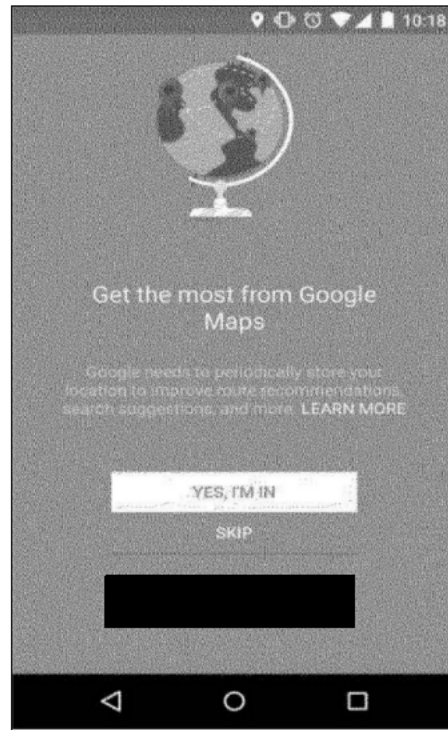 10:18
Get the most from Google
Maps
Google needs to periodically store your
location to improve route recommendations,
search suggestions, and more. LEARN MORE
YES, I'M IN
SKIP